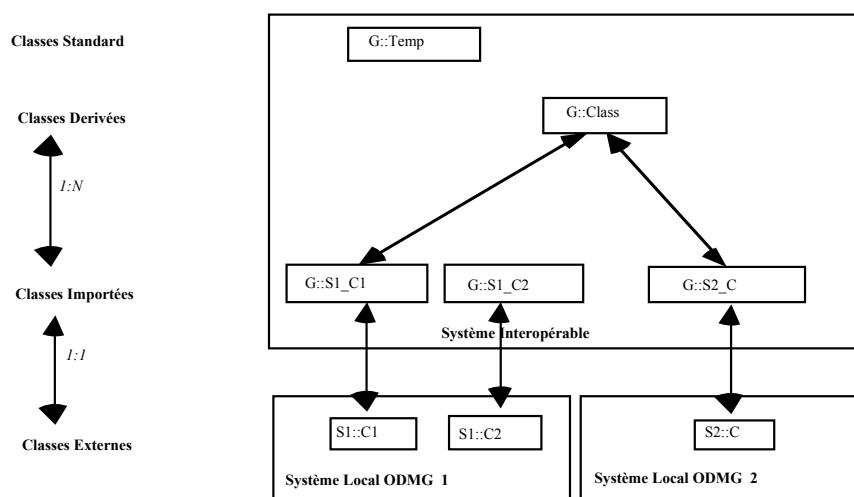 Classes Standard
G::Temp
Classes Derivées
G::Class
1:N
G::S1_C1
G::S1_C2
G::S2_C
Classes Importées
Système Interopérable
1:1
S1::C1
S1::C2
S2::C
Classes Externes
Système Local ODMG 1
Système Local ODMG 2